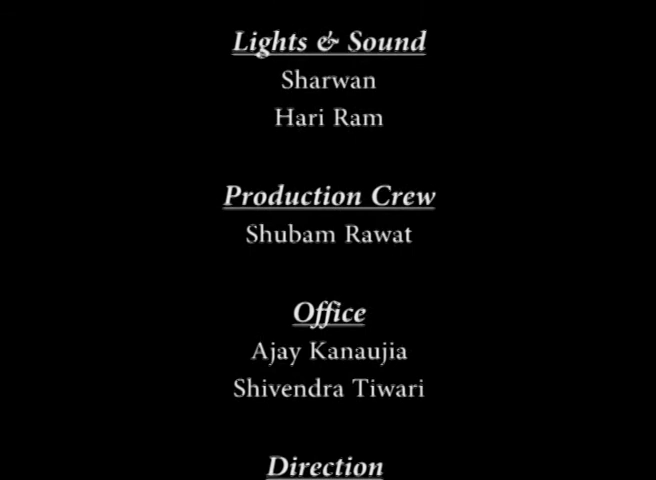 Lights & Sound
Sharwan
Hari Ram
Production Crew
Shubam Rawat
Office
Ajay Kanaujia
Shivendra Tiwari
Direction